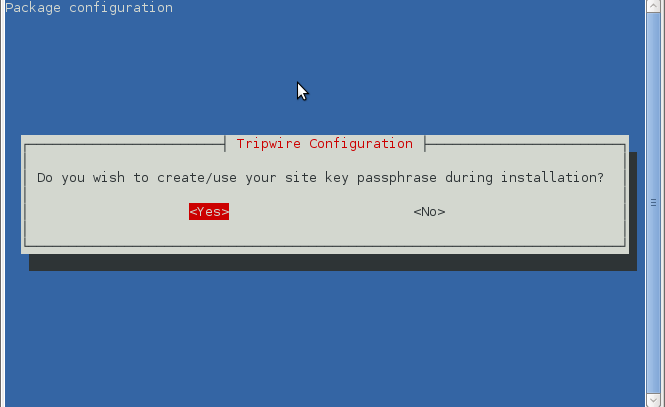 Package configuration
Tripwire Configuration
Do you wish to create/use your site key passphrase during installation?
<Yes> <No>